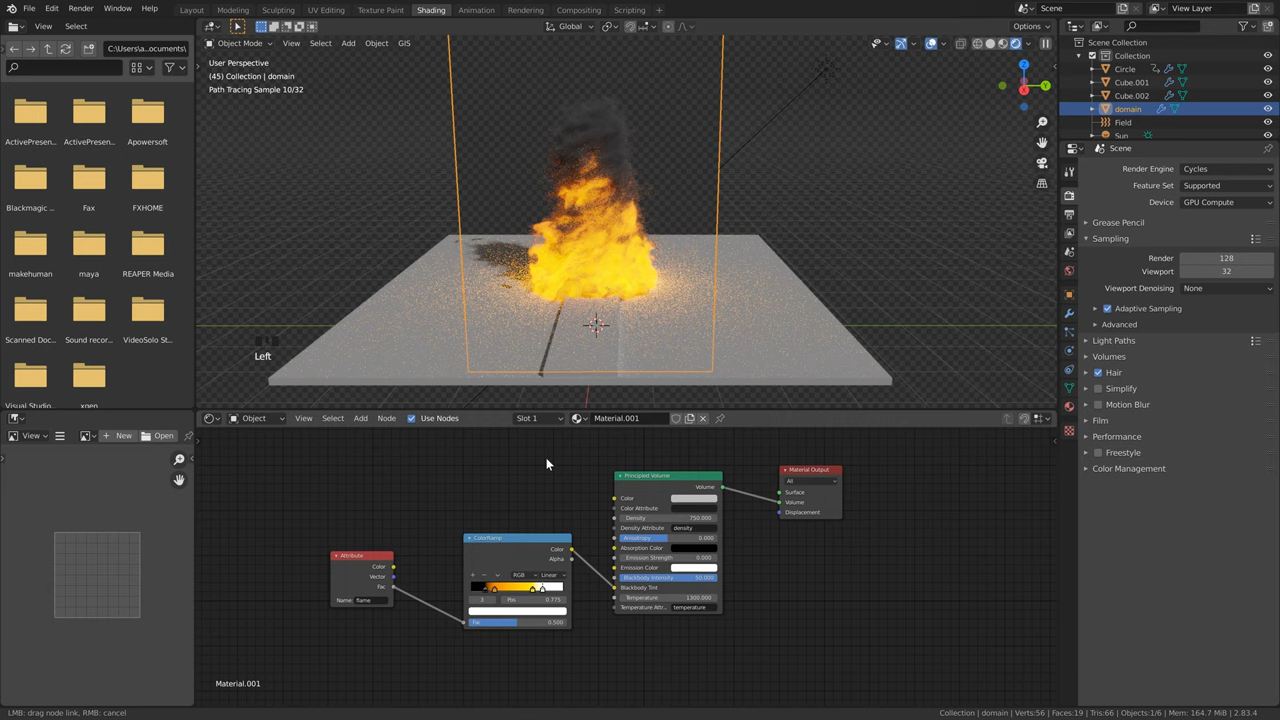 File Edit Render Window Help
Layout Modeling Sculpting UV Editing Texture Paint Shading Animation Rendering Compositing Scripting
Scene
View Layer
View Select
Global
Options
C:\Users\a..ocuments\
Object Mode View Select Add Object GIS
User Perspective
(45) Collection | domain
Path Tracing Sample 10/32
Left
ActivePresen... ActivePresen... Apowersoft
Blackmagic ... Fax FXHOME
makehuman maya REAPER Media
Scanned Doc... Sound recor... VideoSolo St...
Visual Studio... xgen
Scene Collection
Collection
Circle
Cube.001
Cube.002
domain
Field
Sun
Scene
Render Engine Cycles
Feature Set Supported
Device GPU Compute
Grease Pencil
Sampling
Render 128
Viewport 32
Viewport Denoising None
Adaptive Sampling
Advanced
Light Paths
Volumes
Hair
Simplify
Motion Blur
Film
Performance
Freestyle
Color Management
View New Open
Object View Select Add Node Use Nodes Slot 1 Material.001
Attribute
Color
Vector
Fac
Name: flame
ColorRamp
Color
Alpha
RGB Linear
3 Pos 0.775
Fac 0.500
Principled Volume
Volume
Color
Color Attribute
Density 750.000
Density Attribute density
Anisotropy 0.000
Absorption Color
Emission Strength 0.000
Emission Color
Blackbody Intensity 50.000
Blackbody Tint
Temperature 1300.000
Temperature Attr.. temperature
Material Output
All
Surface
Volume
Displacement
Material.001
LMB: drag node link, RMB: cancel
Collection | domain | Verts:56 | Faces:19 | Tris:66 | Objects:1/6 | Mem: 164.7 MiB | 2.83.4